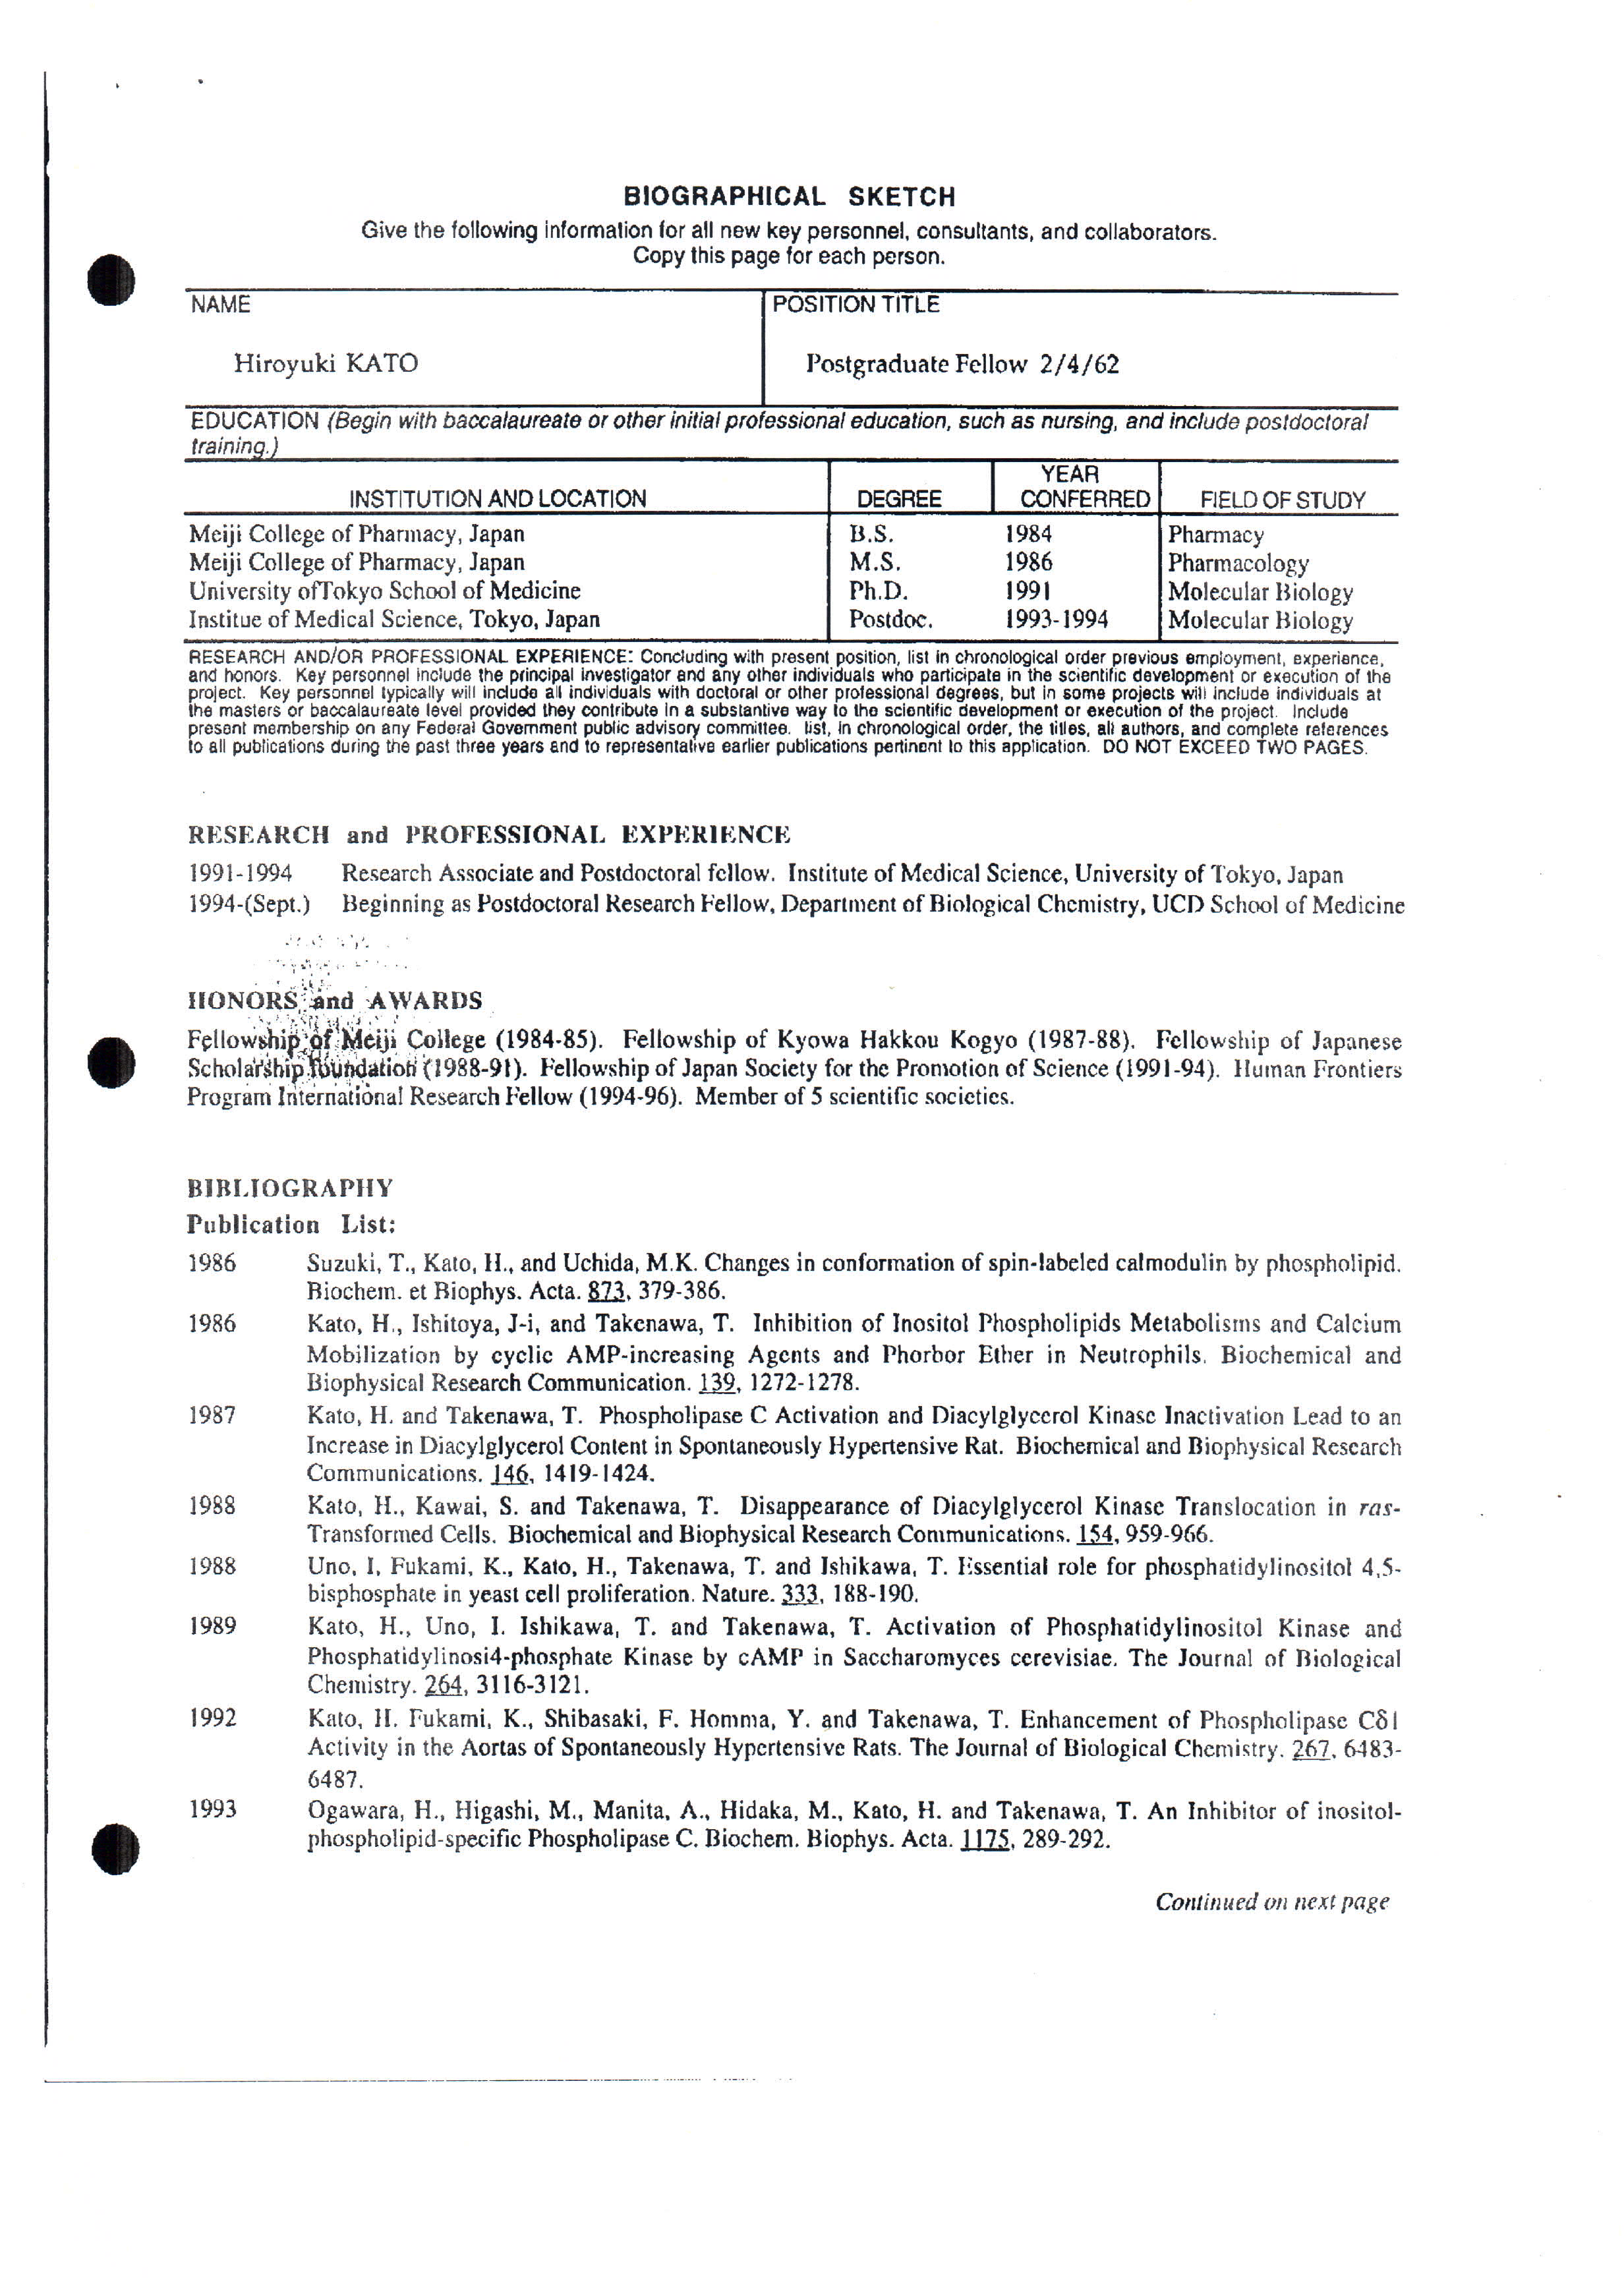 BIOGRAPHICAL SKETCH
Give the following information for all new key personnel, consultants, and collaborators.
Copy this page for each person.
NAME
POSITION TITLE
Hiroyuki KATO
Postgraduate Fellow 2/4/62
EDUCATION (Begin with baccalaureate or other initial professional education, such as nursing, and include postdoctoral
training.)
INSTITUTION AND LOCATION DEGREE YEAR CONFERRED FIELD OF STUDY
Meiji College of Pharmacy, Japan B.S. 1984 Pharmacy
Meiji College of Pharmacy, Japan M.S. 1986 Pharmacology
University ofTokyo School of Medicine Ph.D. 1991 Molecular Biology
Institue of Medical Science, Tokyo, Japan Postdoc. 1993-1994 Molecular Biology
RESEARCH AND/OR PROFESSIONAL EXPERIENCE: Concluding with present position, list in chronological order previous employment, experience,
and honors. Key personnel include the principal investigator and any other individuals who participate in the scientific development or execution of the
project. Key personnel typically will include all individuals with doctoral or other professional degrees, but in some projects will include individuals at
the masters or baccalaureate level provided they contribute in a substantive way to the scientific development or execution of the project. Include
present membership on any Federal Government public advisory committee. list, in chronological order, the titles, all authors, and complete references
to all publications during the past three years and to representative earlier publications pertinent to this application. DO NOT EXCEED TWO PAGES.
RESEARCH and PROFESSIONAL EXPERIENCE
1991-1994 Research Associate and Postdoctoral fellow. Institute of Medical Science, University of Tokyo, Japan
1994-(Sept.) Beginning as Postdoctoral Research Fellow, Department of Biological Chemistry, UCD School of Medicine
HONORS and AWARDS
Fellowship of Meiji College (1984-85). Fellowship of Kyowa Hakkou Kogyo (1987-88). Fellowship of Japanese
Scholarship foundation (1988-91). Fellowship of Japan Society for the Promotion of Science (1991-94). Human Frontiers
Program International Research Fellow (1994-96). Member of 5 scientific societies.
BIBLIOGRAPHY
Publication List:
1986 Suzuki, T., Kato, H., and Uchida, M.K. Changes in conformation of spin-labeled calmodulin by phospholipid.
Biochem. et Biophys. Acta. 873, 379-386.
1986 Kato, H., Ishitoya, J-i, and Takenawa, T. Inhibition of Inositol Phospholipids Metabolisms and Calcium
Mobilization by cyclic AMP-increasing Agents and Phorbor Ether in Neutrophils. Biochemical and
Biophysical Research Communication. 139, 1272-1278.
1987 Kato, H. and Takenawa, T. Phospholipase C Activation and Diacylglycerol Kinase Inactivation Lead to an
Increase in Diacylglycerol Content in Spontaneously Hypertensive Rat. Biochemical and Biophysical Research
Communications. 146, 1419-1424.
1988 Kato, H., Kawai, S. and Takenawa, T. Disappearance of Diacylglycerol Kinase Translocation in ras-
Transformed Cells. Biochemical and Biophysical Research Communications. 154, 959-966.
1988 Uno, I, Fukami, K., Kato, H., Takenawa, T. and Ishikawa, T. Essential role for phosphatidylinositol 4,5-
bisphosphate in yeast cell proliferation. Nature. 333, 188-190.
1989 Kato, H., Uno, I. Ishikawa, T. and Takenawa, T. Activation of Phosphatidylinositol Kinase and
Phosphatidylinosi4-phosphate Kinase by cAMP in Saccharomyces cerevisiae. The Journal of Biological
Chemistry. 264, 3116-3121.
1992 Kato, H. Fukami, K., Shibasaki, F. Homma, Y. and Takenawa, T. Enhancement of Phospholipase Cδ1
Activity in the Aortas of Spontaneously Hypertensive Rats. The Journal of Biological Chemistry. 267, 6483-
6487.
1993 Ogawara, H., Higashi, M., Manita, A., Hidaka, M., Kato, H. and Takenawa, T. An Inhibitor of inositol-
phospholipid-specific Phospholipase C. Biochem. Biophys. Acta. 1175, 289-292.
Continued on next page